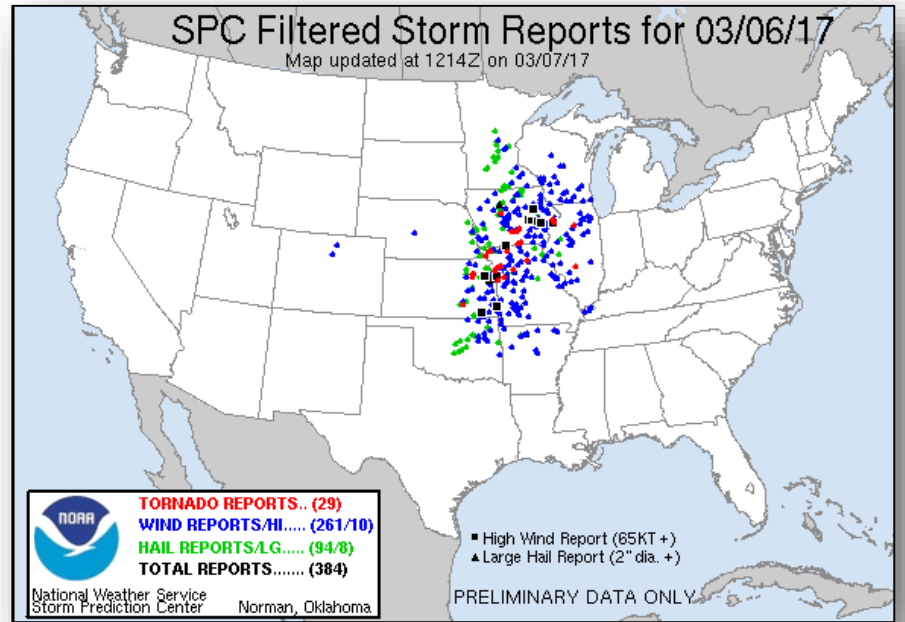 SPC Filtered Storm Reports for 03/06/17
Map updated at 1214Z on 03/07/17
NOAA
TORNADO REPORTS.. (29)
WIND REPORTS/HI..... (261/10)
HAIL REPORTS/LG..... (94/8)
TOTAL REPORTS....... (384)
National Weather Service
Storm Prediction Center Norman, Oklahoma
High Wind Report (65KT +)
Large Hail Report (2" dia. +)
PRELIMINARY DATA ONLY